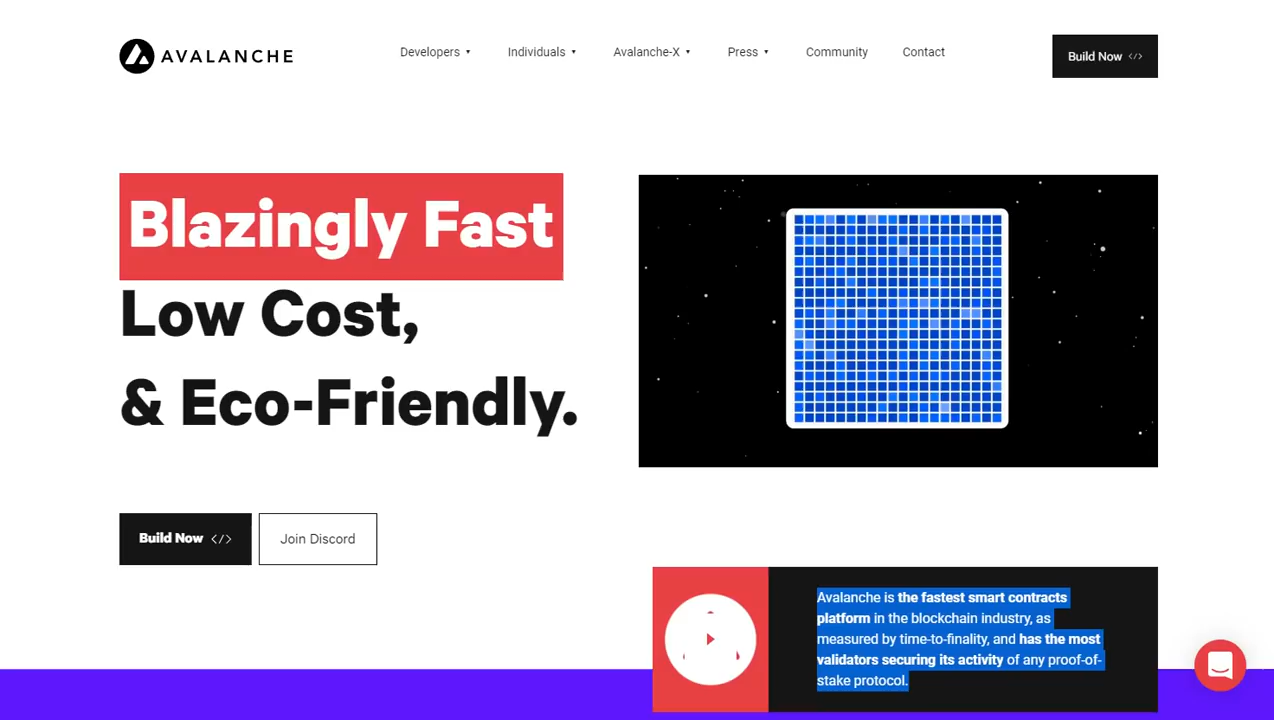 AVALANCHE
Developers
Individuals
Avalanche-X
Press
Community
Contact
Build Now </>
Blazingly Fast
Low Cost,
& Eco-Friendly.
Build Now </>
Join Discord
Avalanche is the fastest smart contracts
platform in the blockchain industry, as
measured by time-to-finality, and has the most
validators securing its activity of any proof-of-
stake protocol.